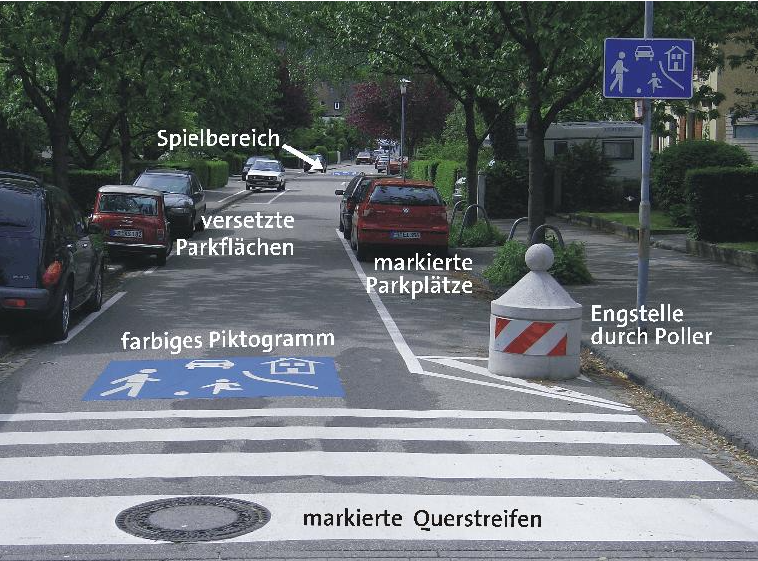 Spielbereich
versetzte
Parkflächen
markierte
Parkplätze
Engstelle
durch Poller
farbiges Piktogramm
markierte Querstreifen